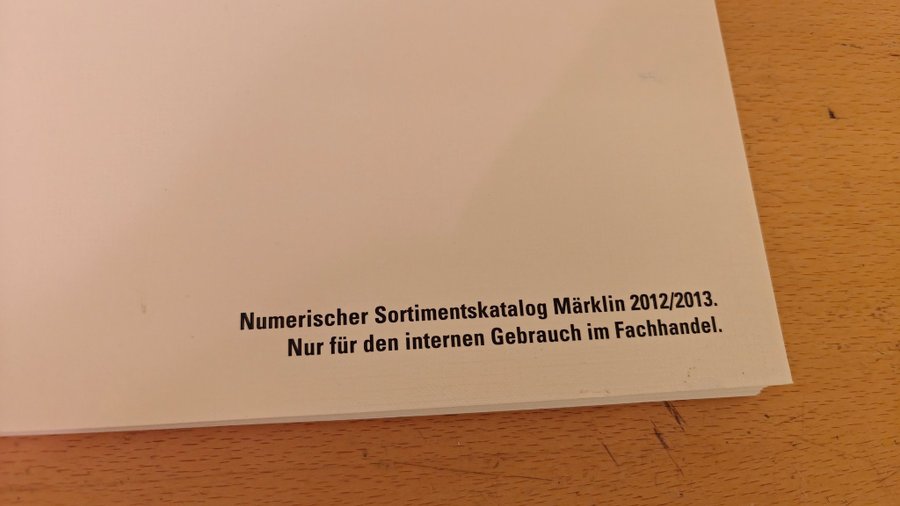 Numerischer Sortimentskatalog Märklin 2012/2013.
Nur für den internen Gebrauch im Fachhandel.